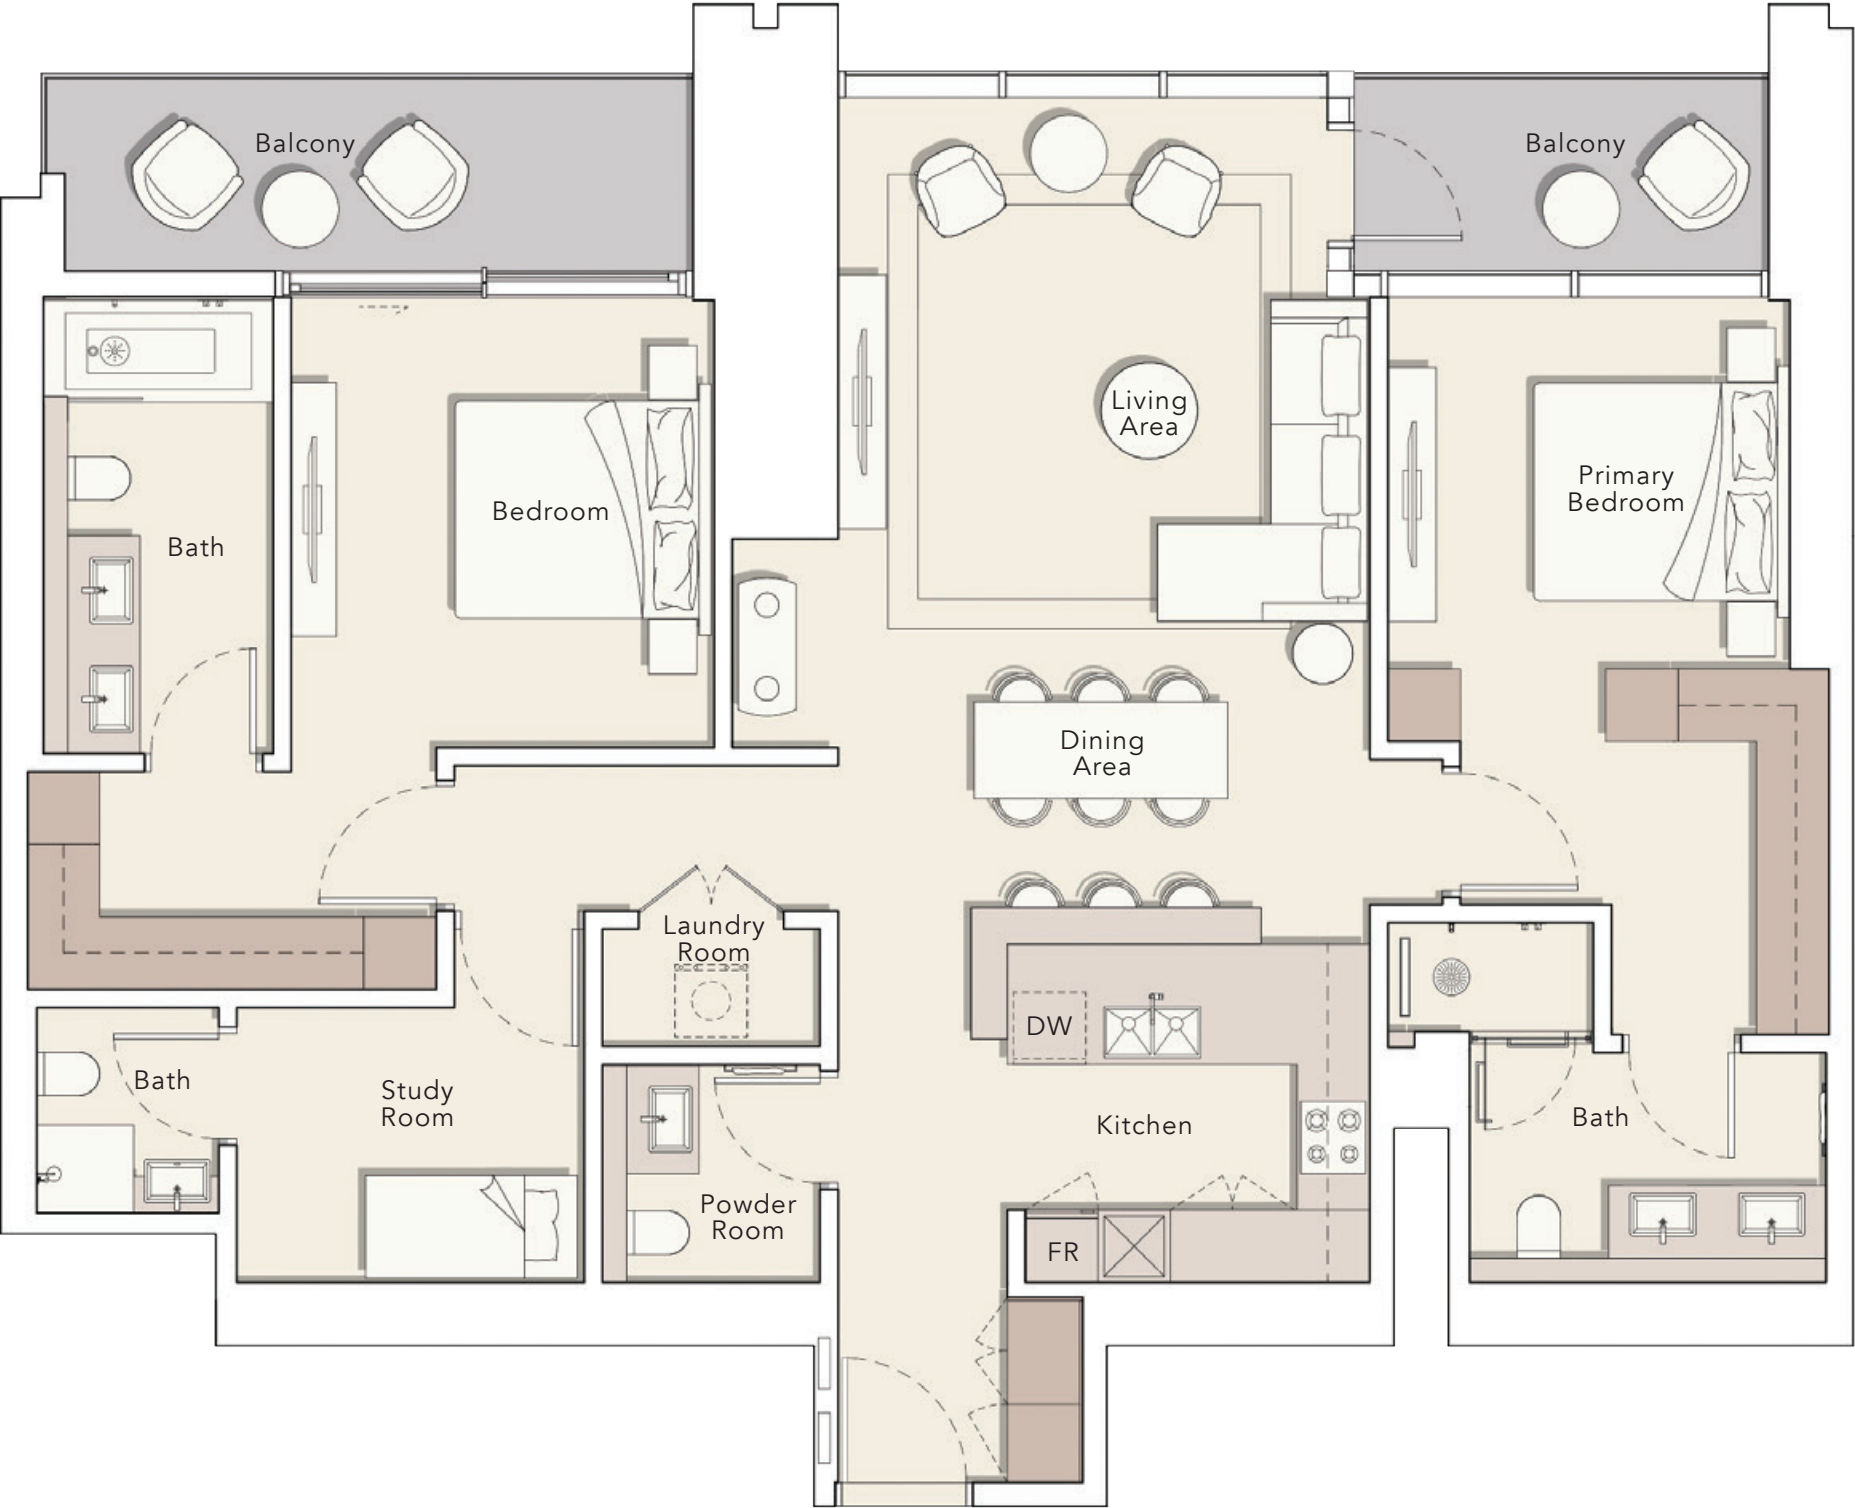 Balcony
Balcony
Living
Area
Primary
Bedroom
Bedroom
Bath
Dining
Area
Laundry
Room
DW
Bath
Study
Room
Kitchen
Bath
Powder
Room
FR